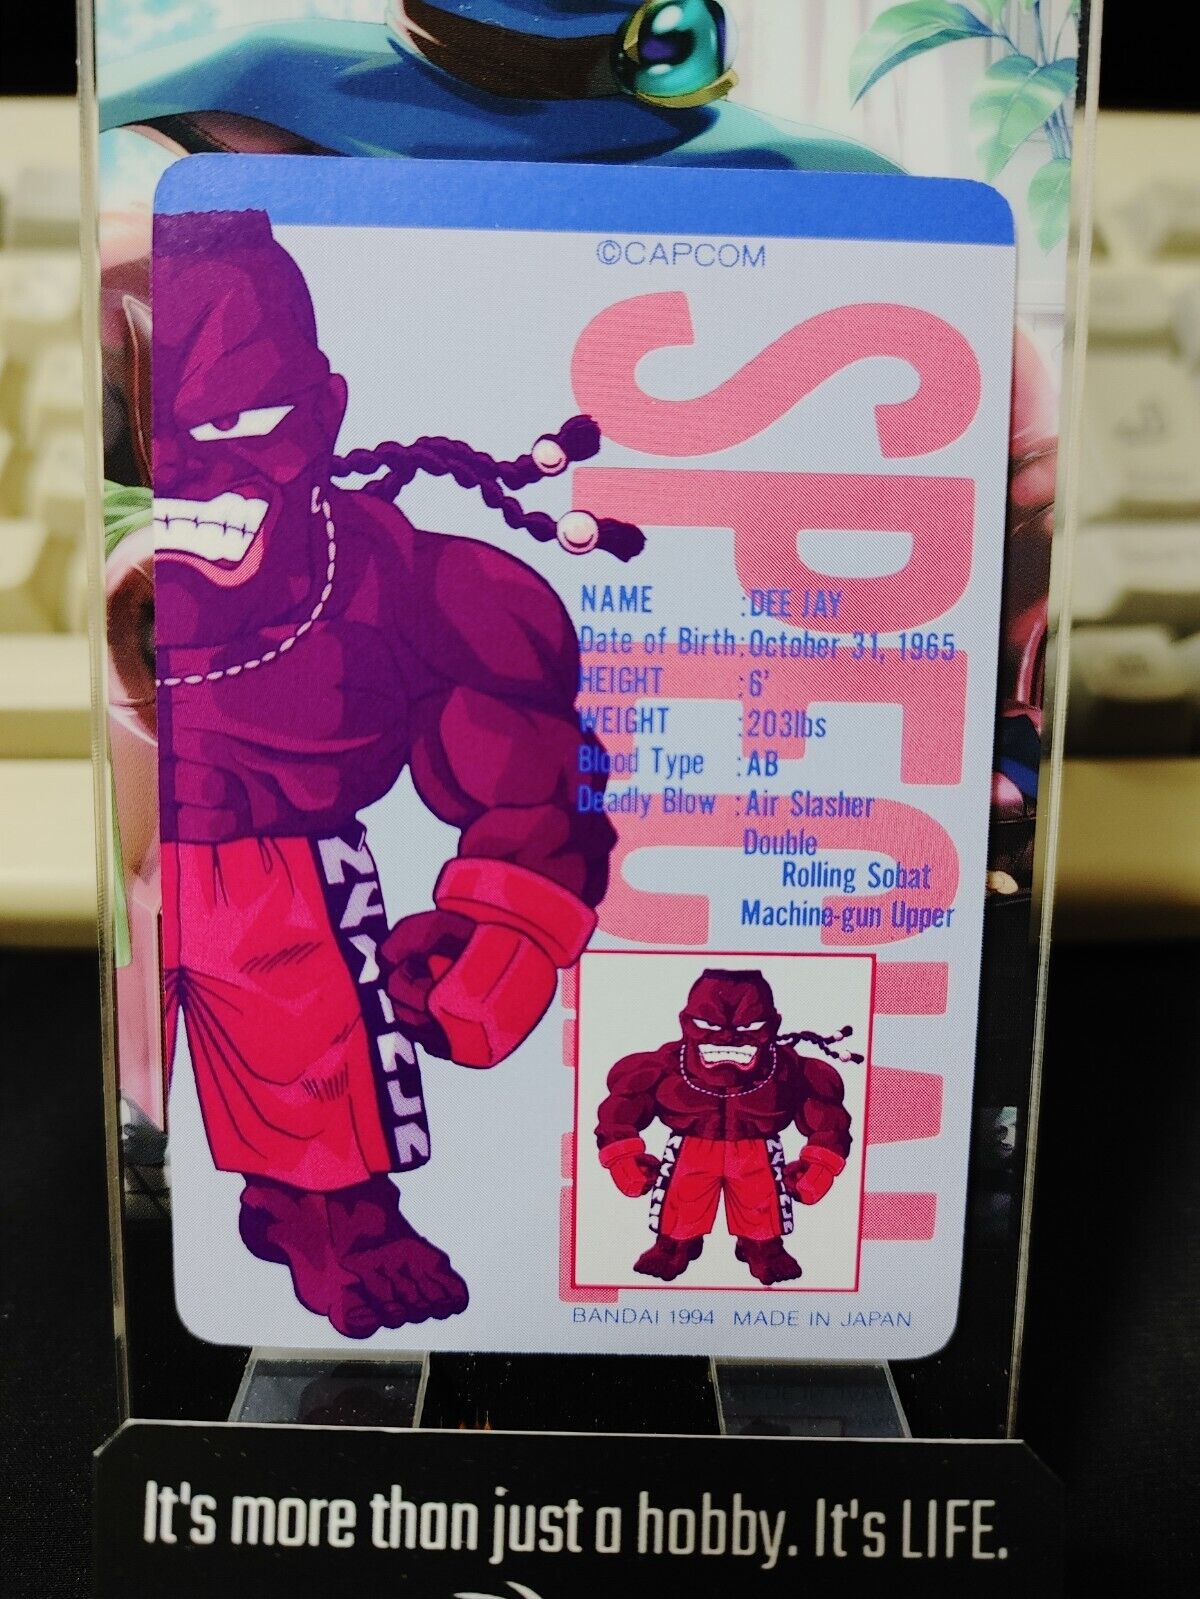 ©CAPCOM
SPECIAL
NAME :DEE JAY
Date of Birth:October 31, 1965
HEIGHT :6'
WEIGHT :203lbs
Blood Type :AB
Deadly Blow :Air Slasher
Double
Rolling Sobat
Machine-gun Upper
BANDAI 1994 MADE IN JAPAN
It's more than just a hobby. It's LIFE.